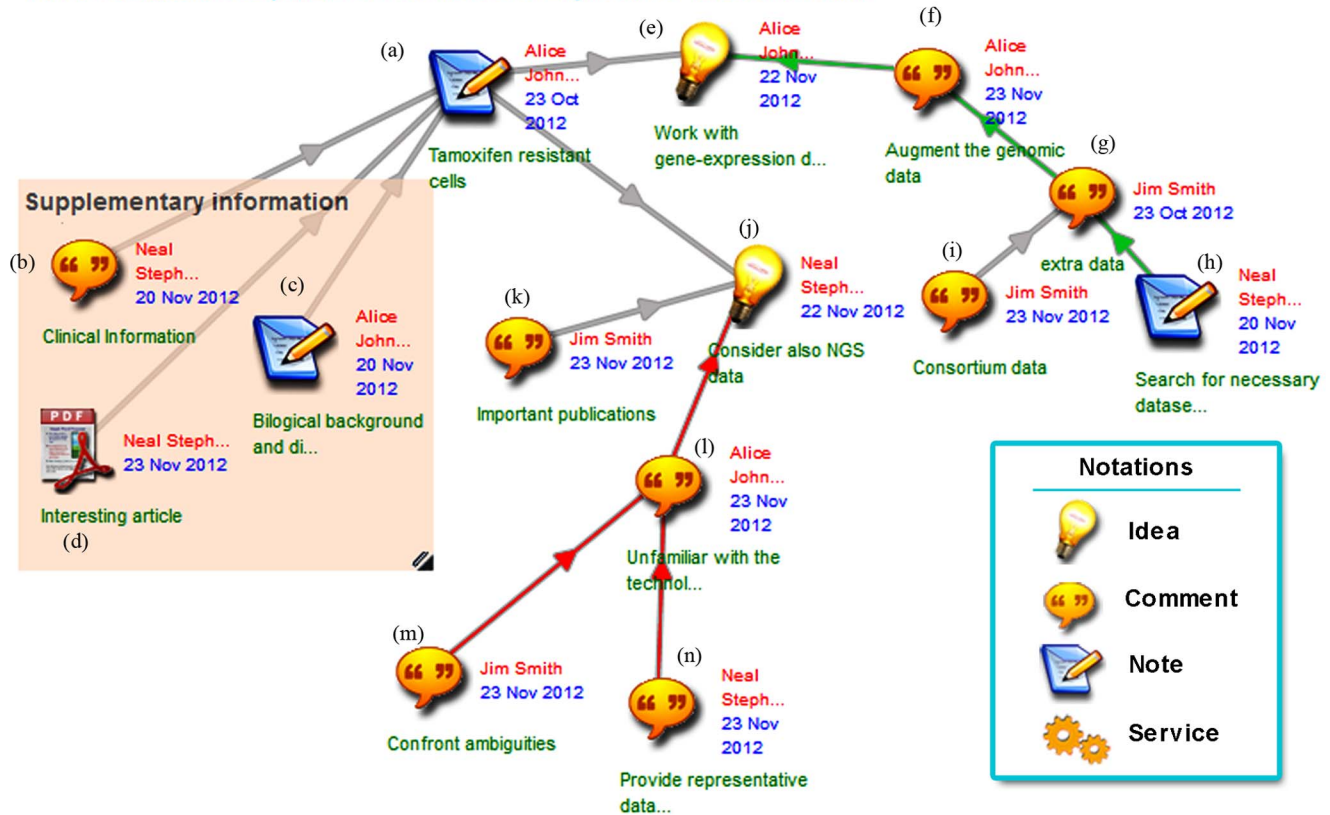 (a)
Alice
John...
23 Oct
2012
Tamoxifen resistant
cells
(e)
Alice
John...
22 Nov
2012
Work with
gene-expression d...
(f)
Alice
John...
23 Nov
2012
Augment the genomic
data
(g)
Jim Smith
23 Oct 2012
extra data
(h)
Neal
Steph...
20 Nov
2012
Search for necessary
datase...
(i)
Jim Smith
23 Nov 2012
Consortium data
Supplementary information
(b)
Neal
Steph...
20 Nov 2012
Clinical Information
(c)
Alice
John...
20 Nov
2012
Bilogical background
and di...
PDF
Neal Steph...
23 Nov 2012
Interesting article
(d)
(j)
Neal
Steph...
22 Nov 2012
Consider also NGS
data
(k)
Jim Smith
23 Nov 2012
Important publications
(l)
Alice
John...
23 Nov
2012
Unfamiliar with the
technol...
(m)
Jim Smith
23 Nov 2012
Confront ambiguities
(n)
Neal
Steph...
23 Nov
2012
Provide representative
data...
Notations
Idea
Comment
Note
Service